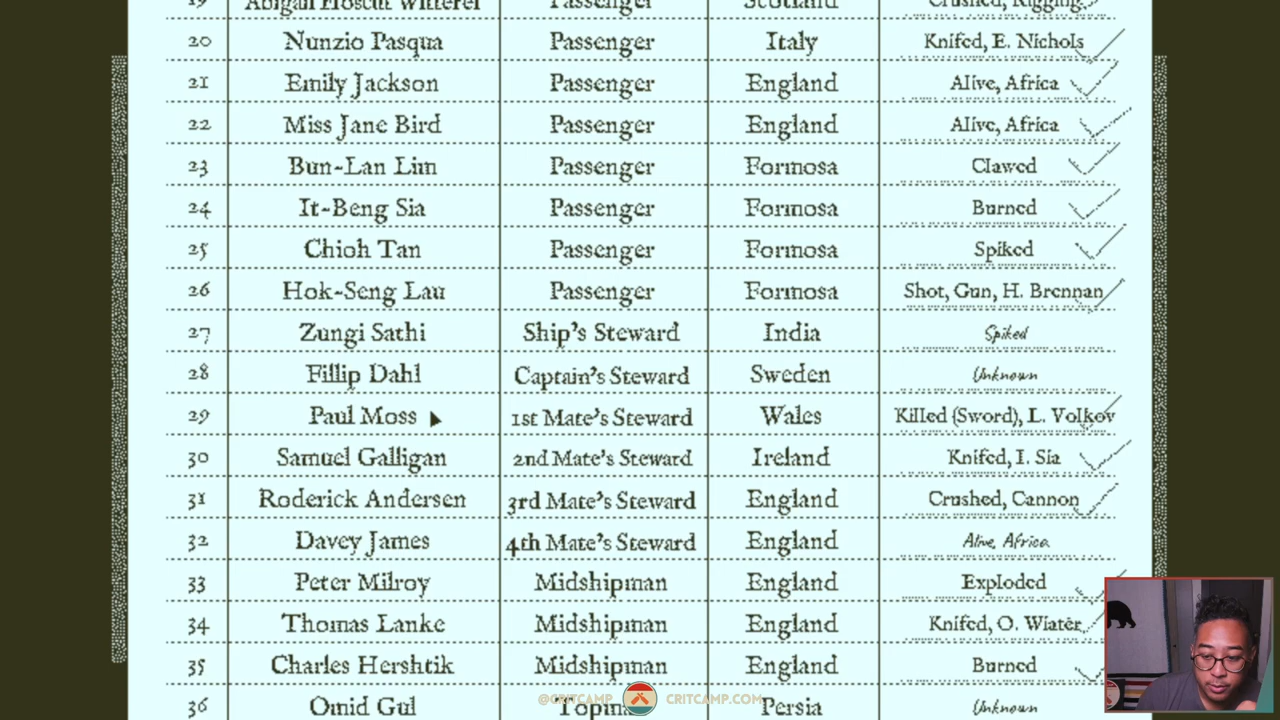 19 Abigail Hoscut Witterel Passenger Scotland Crushed, Rigging
20 Nunzio Pasqua Passenger Italy Knifed, E. Nichols
21 Emily Jackson Passenger England Alive, Africa
22 Miss Jane Bird Passenger England Alive, Africa
23 Bun-Lan Lim Passenger Formosa Clawed
24 It-Beng Sia Passenger Formosa Burned
25 Chioh Tan Passenger Formosa Spiked
26 Hok-Seng Lau Passenger Formosa Shot, Gun, H. Brennan
27 Zungi Sathi Ship's Steward India Spiked
28 Fillip Dahl Captain's Steward Sweden Unknown
29 Paul Moss 1st Mate's Steward Wales Killed (Sword), L. Volkov
30 Samuel Galligan 2nd Mate's Steward Ireland Knifed, I. Sia
31 Roderick Andersen 3rd Mate's Steward England Crushed, Cannon
32 Davey James 4th Mate's Steward England Alive, Africa
33 Peter Milroy Midshipman England Exploded
34 Thomas Lanke Midshipman England Knifed, O. Wiater
35 Charles Hershtik Midshipman England Burned
36 Omid Gul Topman Persia Unknown
@CRITCAMP CRITCAMP.COM